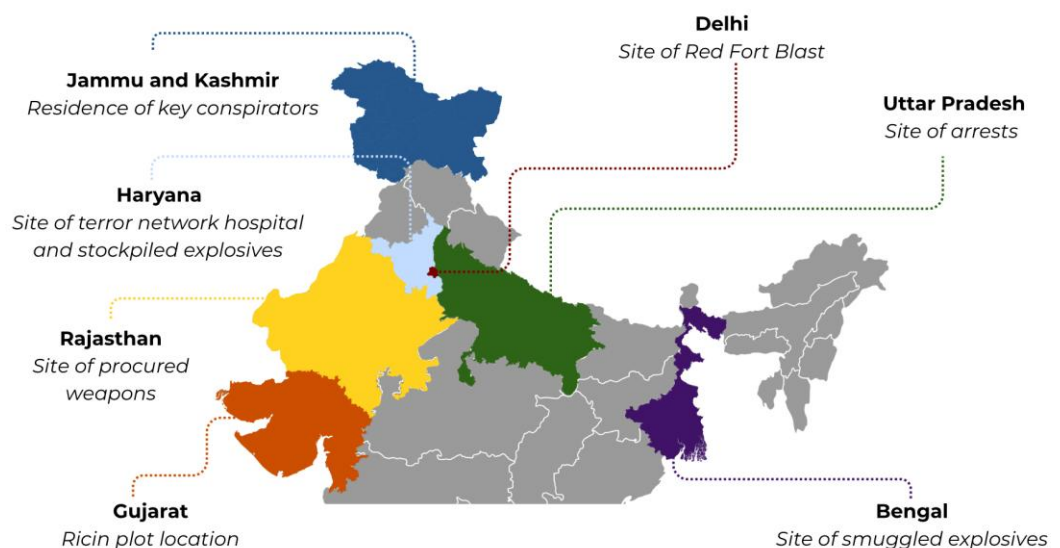 Delhi
Site of Red Fort Blast
Jammu and Kashmir
Residence of key conspirators
Uttar Pradesh
Site of arrests
Haryana
Site of terror network hospital
and stockpiled explosives
Rajasthan
Site of procured
weapons
Gujarat
Ricin plot location
Bengal
Site of smuggled explosives